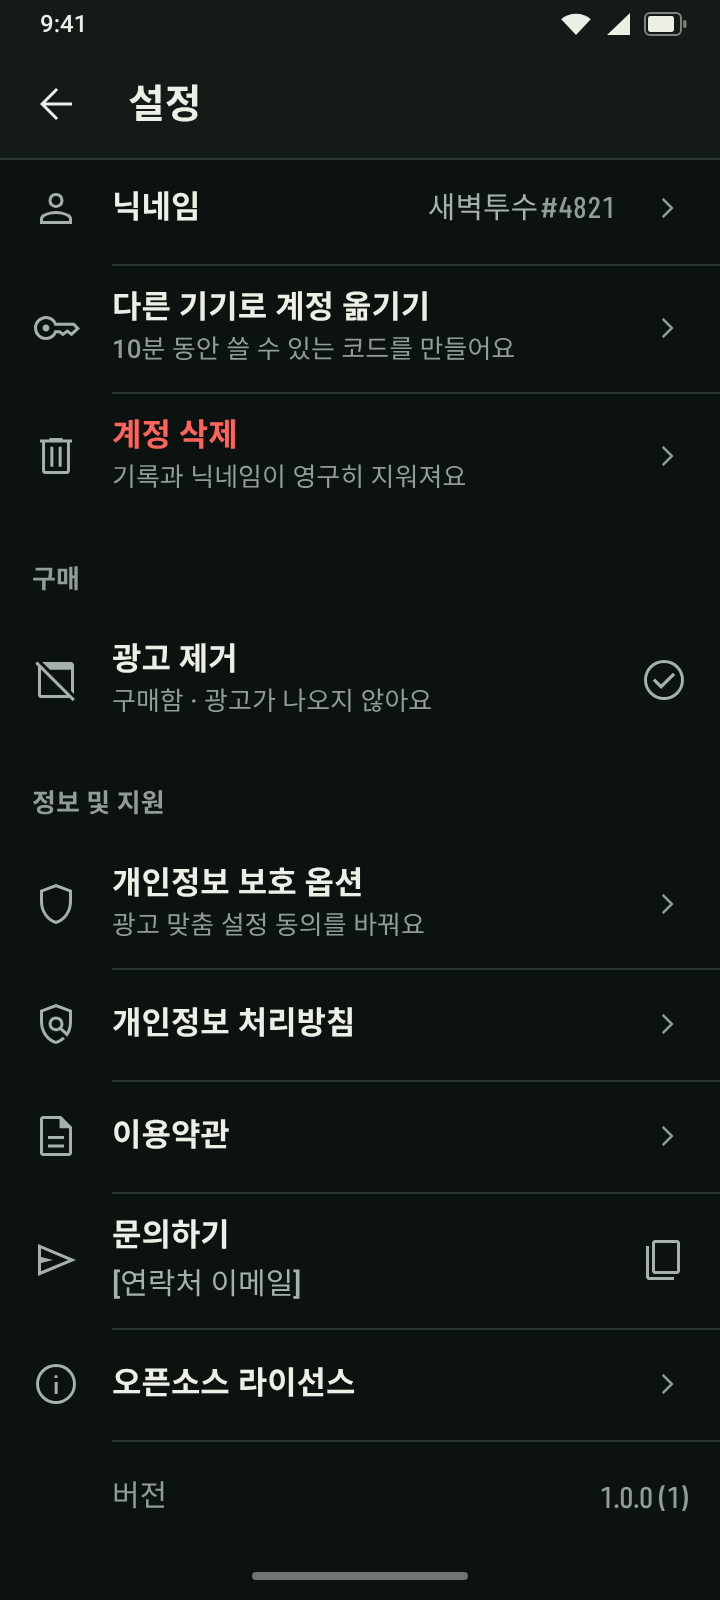 9:41
설정
닉네임
새벽투수#4821
다른 기기로 계정 옮기기
10분 동안 쓸 수 있는 코드를 만들어요
계정 삭제
기록과 닉네임이 영구히 지워져요
구매
광고 제거
구매함 · 광고가 나오지 않아요
정보 및 지원
개인정보 보호 옵션
광고 맞춤 설정 동의를 바꿔요
개인정보 처리방침
이용약관
문의하기
[연락처 이메일]
오픈소스 라이선스
버전
1.0.0 (1)